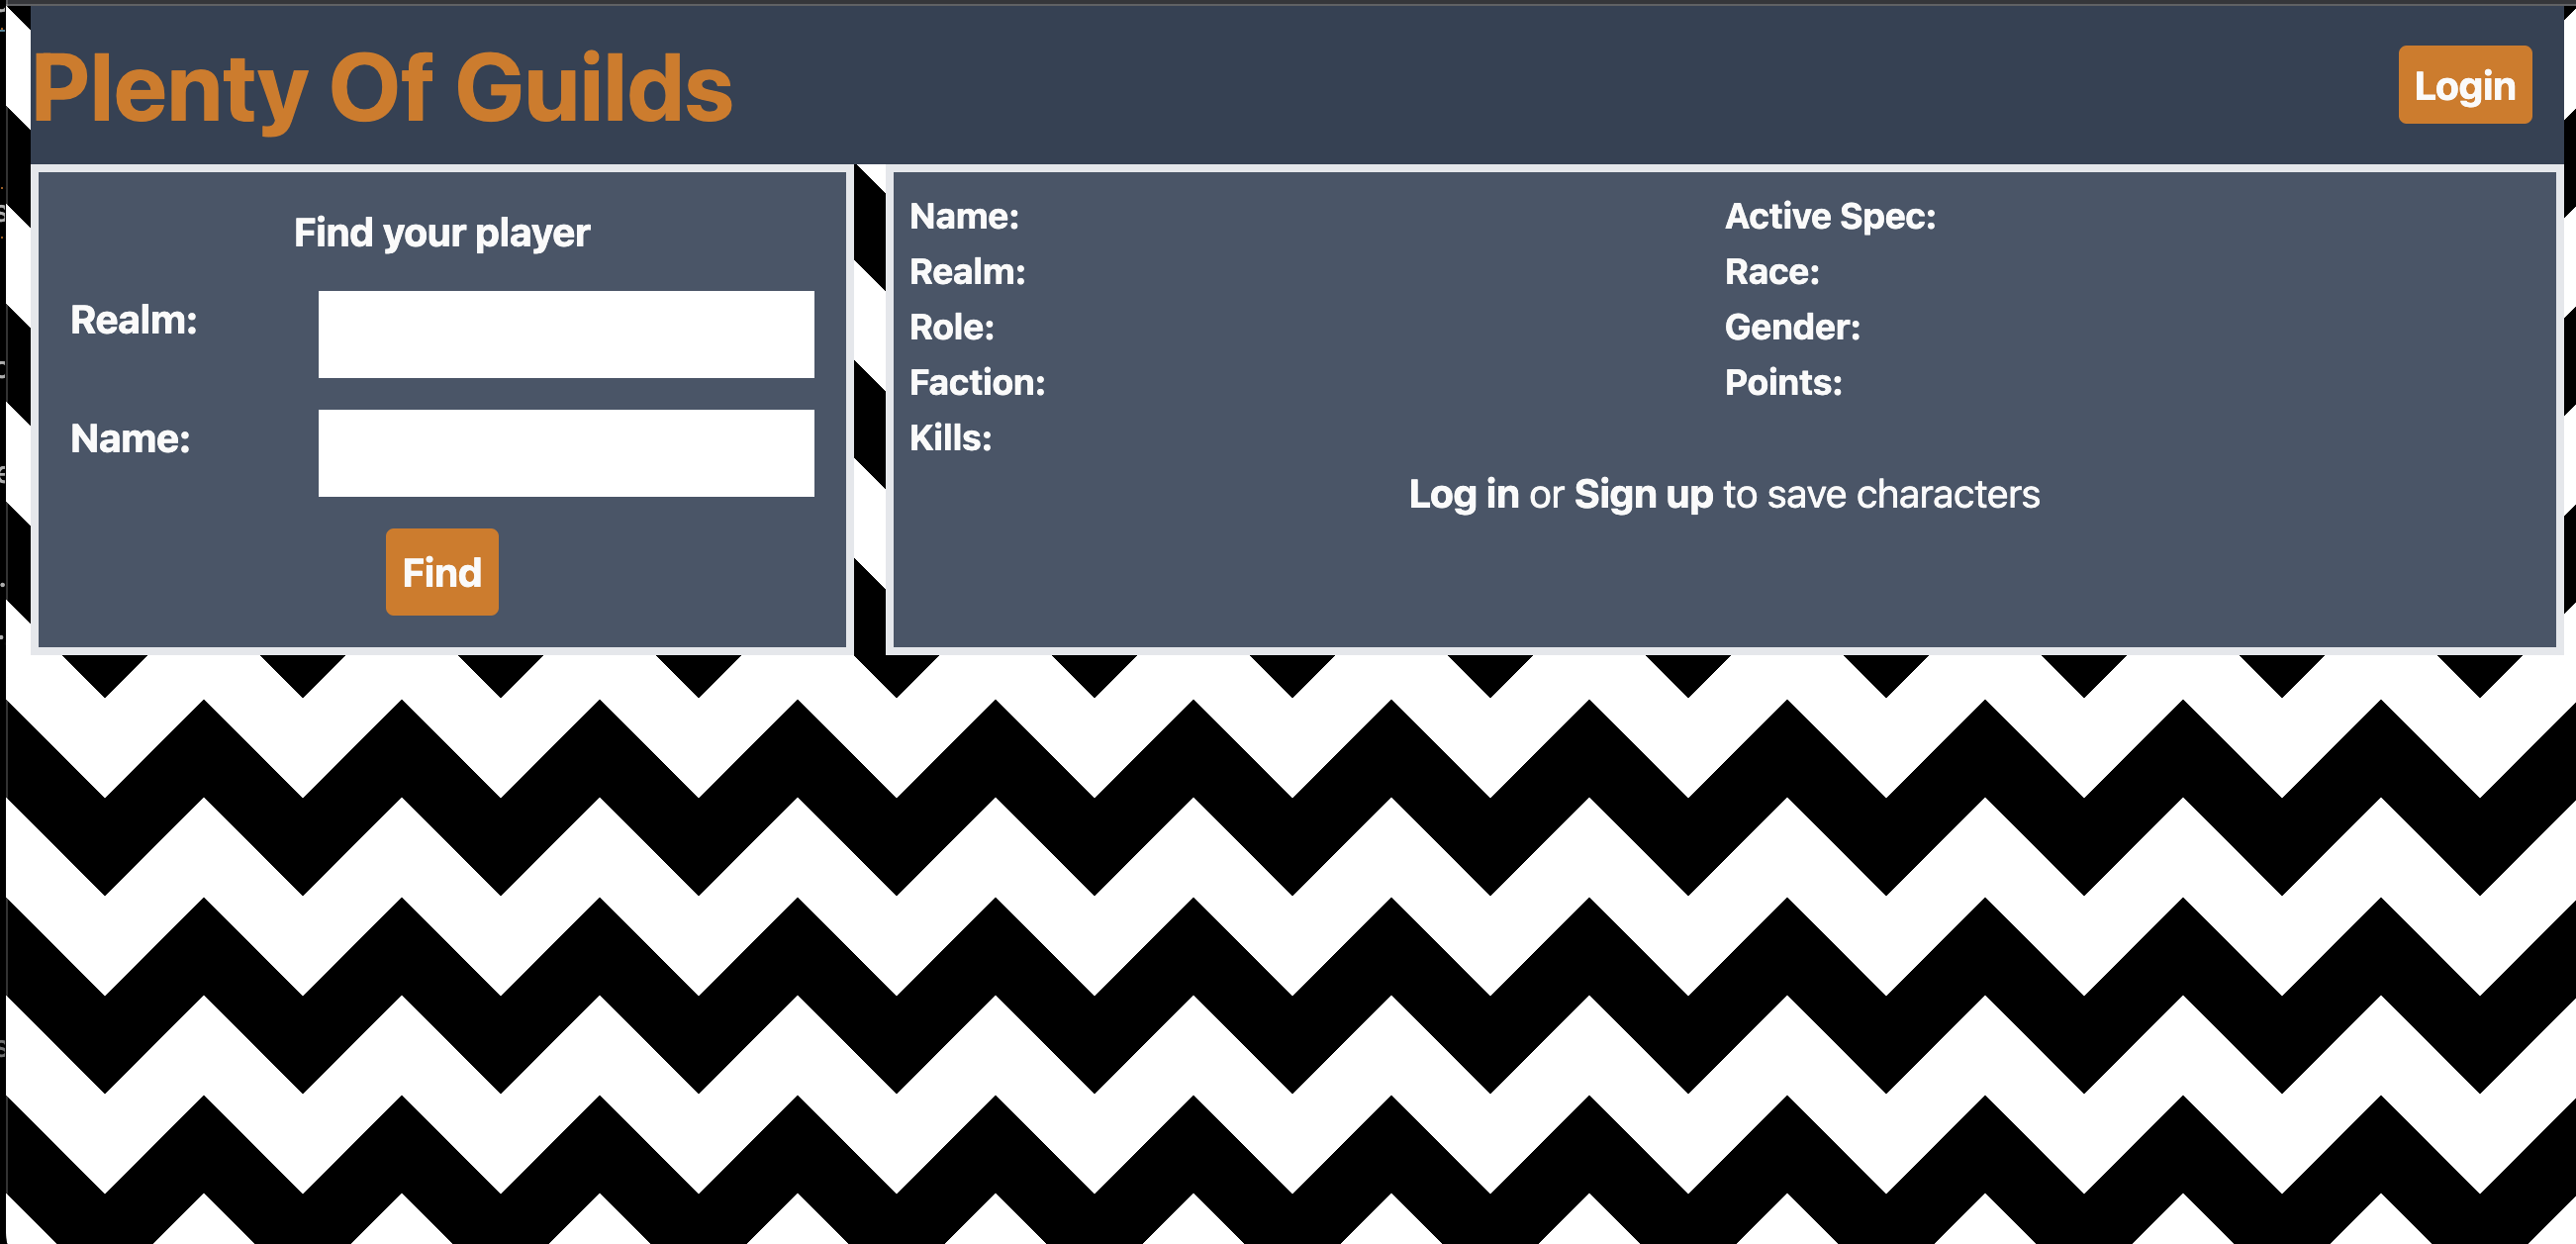 Plenty Of Guilds
Login
Find your player
Realm:
Name:
Find
Name:
Realm:
Role:
Faction:
Kills:
Active Spec:
Race:
Gender:
Points:
Log in or Sign up to save characters